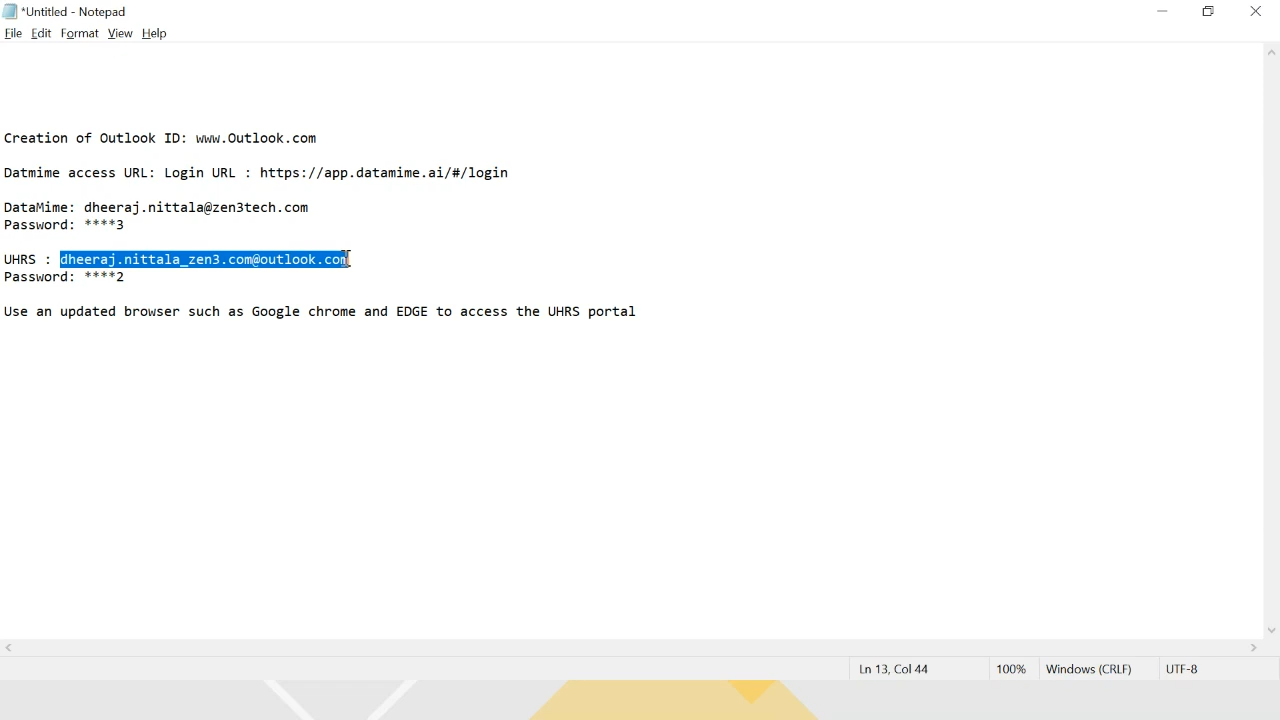 *Untitled - Notepad
File Edit Format View Help
Creation of Outlook ID: www.Outlook.com
Datmime access URL: Login URL : https://app.datamime.ai/#/login
DataMime: dheeraj.nittala@zen3tech.com
Password: ****3
UHRS : dheeraj.nittala_zen3.com@outlook.com
Password: ****2
Use an updated browser such as Google chrome and EDGE to access the UHRS portal
Ln 13, Col 44 100% Windows (CRLF) UTF-8